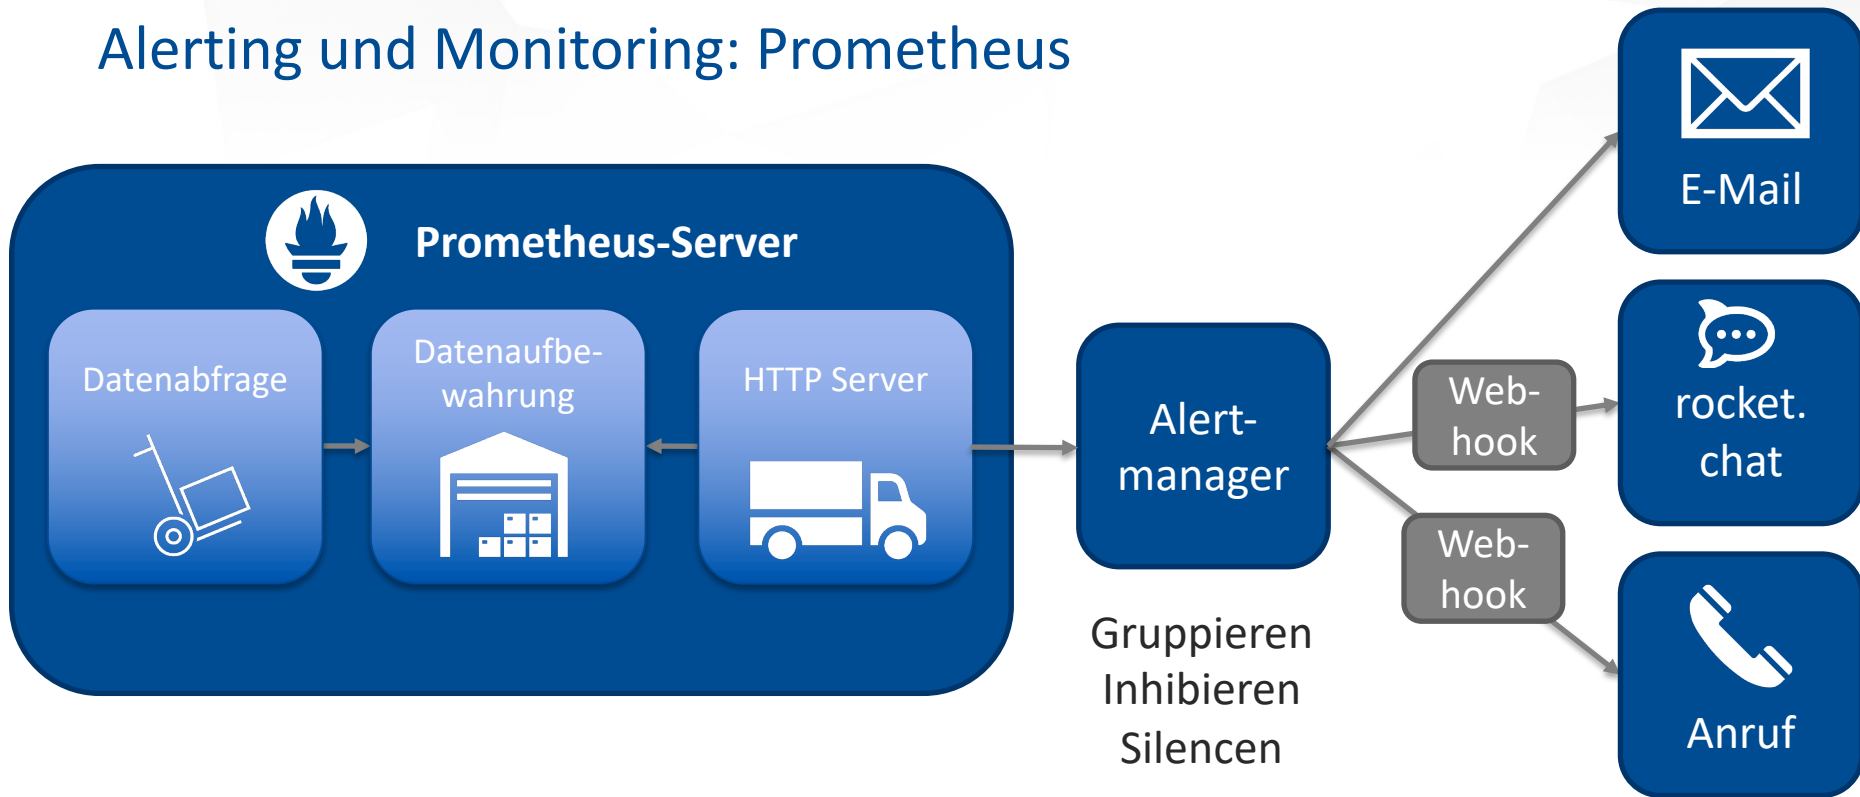 Alerting und Monitoring: Prometheus
Prometheus-Server
Datenabfrage
Datenaufbe-
wahrung
HTTP Server
Alert-
manager
Gruppieren
Inhibieren
Silencen
Web-
hook
Web-
hook
E-Mail
rocket.
chat
Anruf